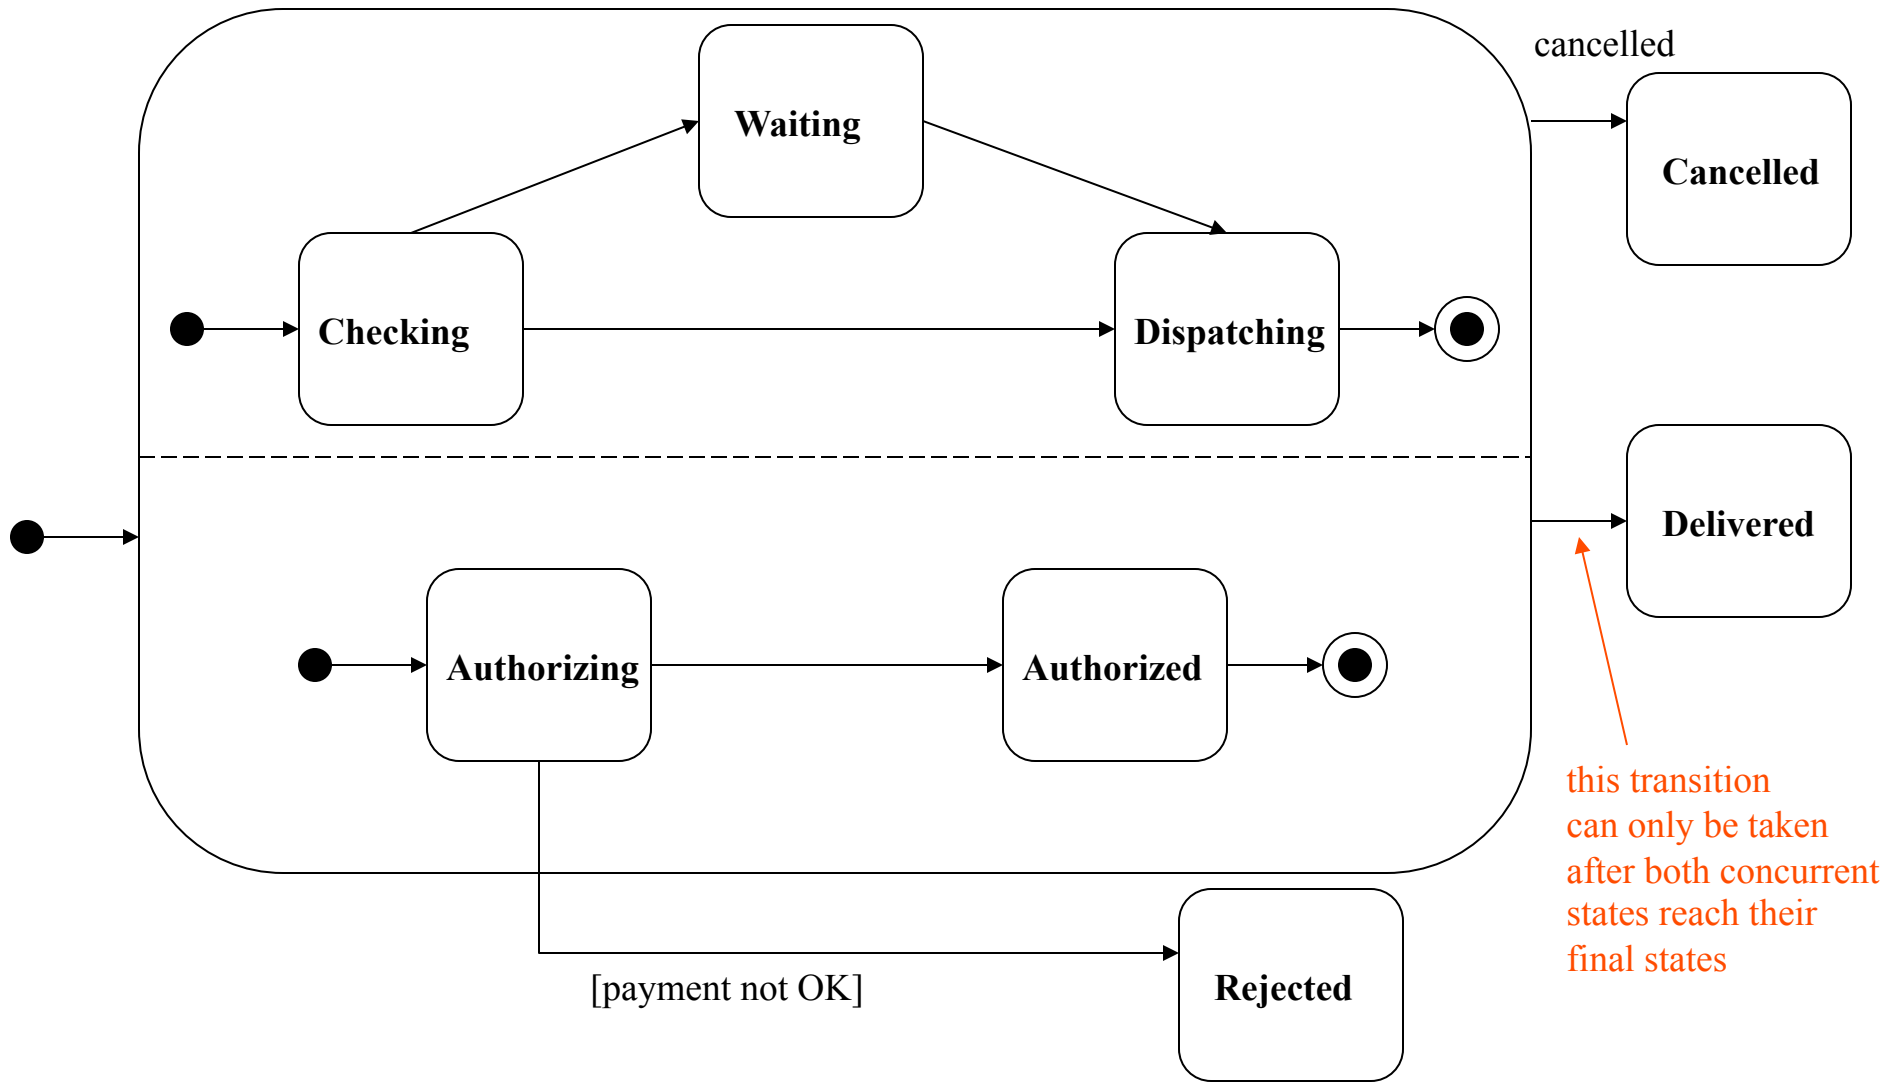 cancelled
Waiting
Cancelled
Checking
Dispatching
Delivered
Authorizing
Authorized
this transition
can only be taken
after both concurrent
states reach their
final states
[payment not OK]
Rejected